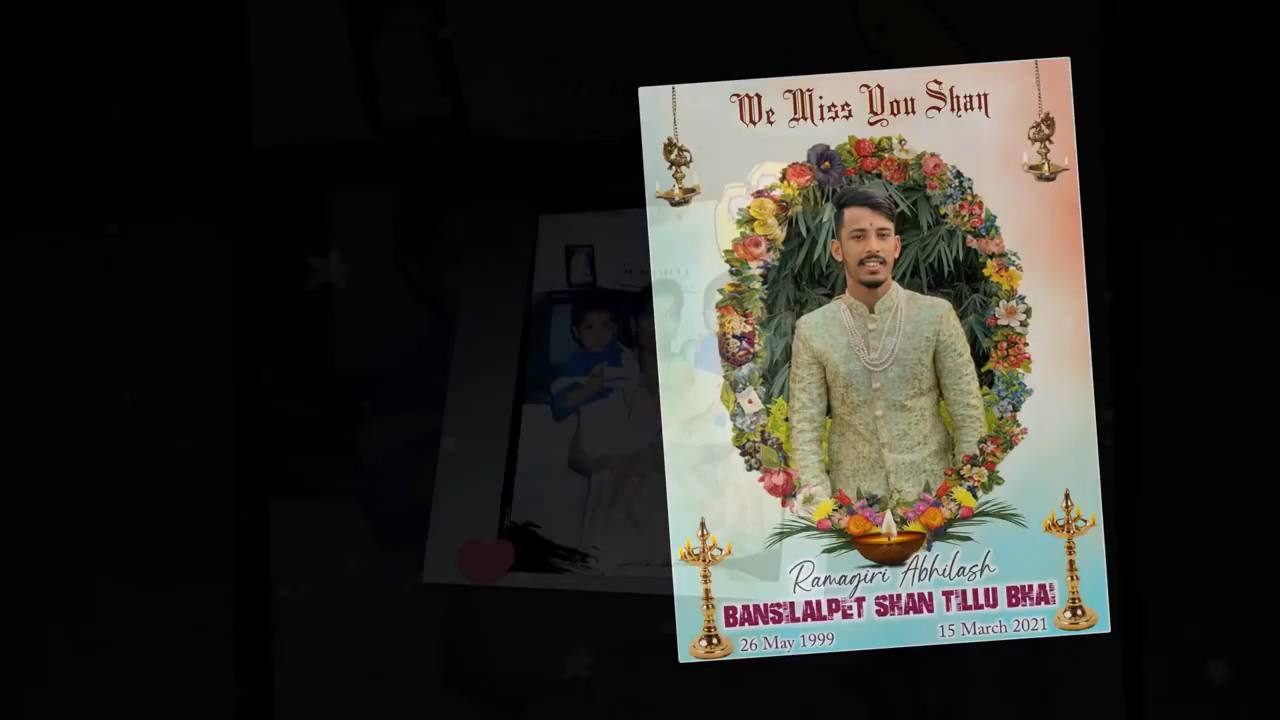 We Miss You Shan
Ramagiri Abhilash
BANSILALPET SHAN TILLU BHAI
26 May 1999
15 March 2021